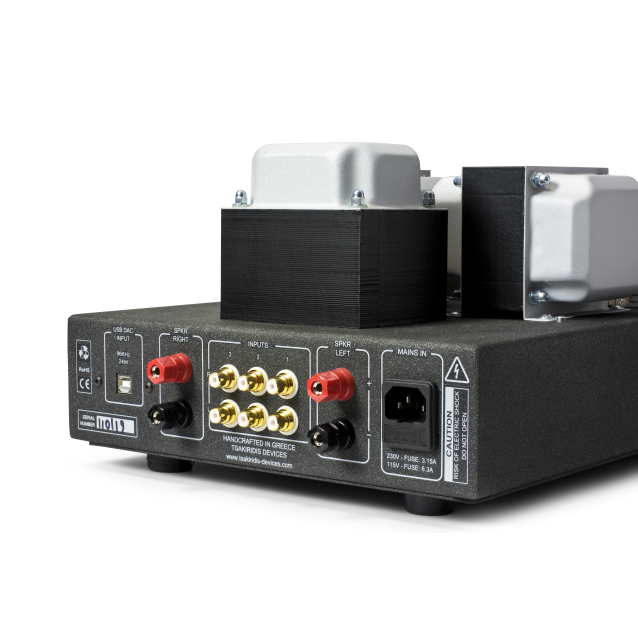 USB DAC
INPUT
96KHz
24bit
RoHS
CE
SERIAL
NUMBER
SPKR
RIGHT
INPUTS
3 2 1
R
SPKR
LEFT
+
−
HANDCRAFTED IN GREECE
TSAKIRIDIS DEVICES
www.tsakiridis-devices.com
MAINS IN
230V - FUSE: 3.15A
115V - FUSE: 6.3A
CAUTION
RISK OF ELECTRIC SHOCK
DO NOT OPEN